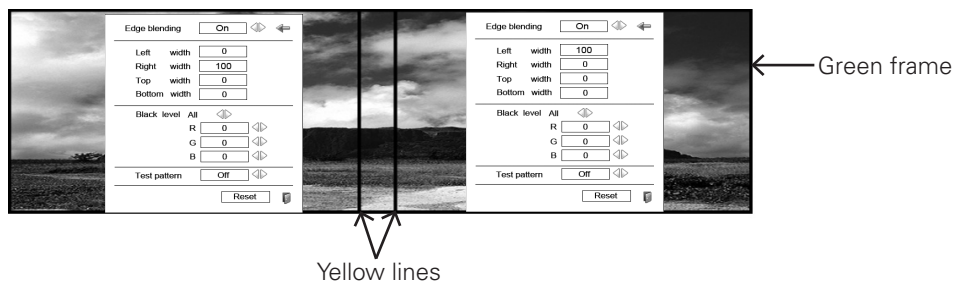 Edge blending On
Left width 0
Right width 100
Top width 0
Bottom width 0
Black level All
R 0
G 0
B 0
Test pattern Off
Reset
Edge blending On
Left width 100
Right width 0
Top width 0
Bottom width 0
Black level All
R 0
G 0
B 0
Test pattern Off
Reset
Green frame
Yellow lines